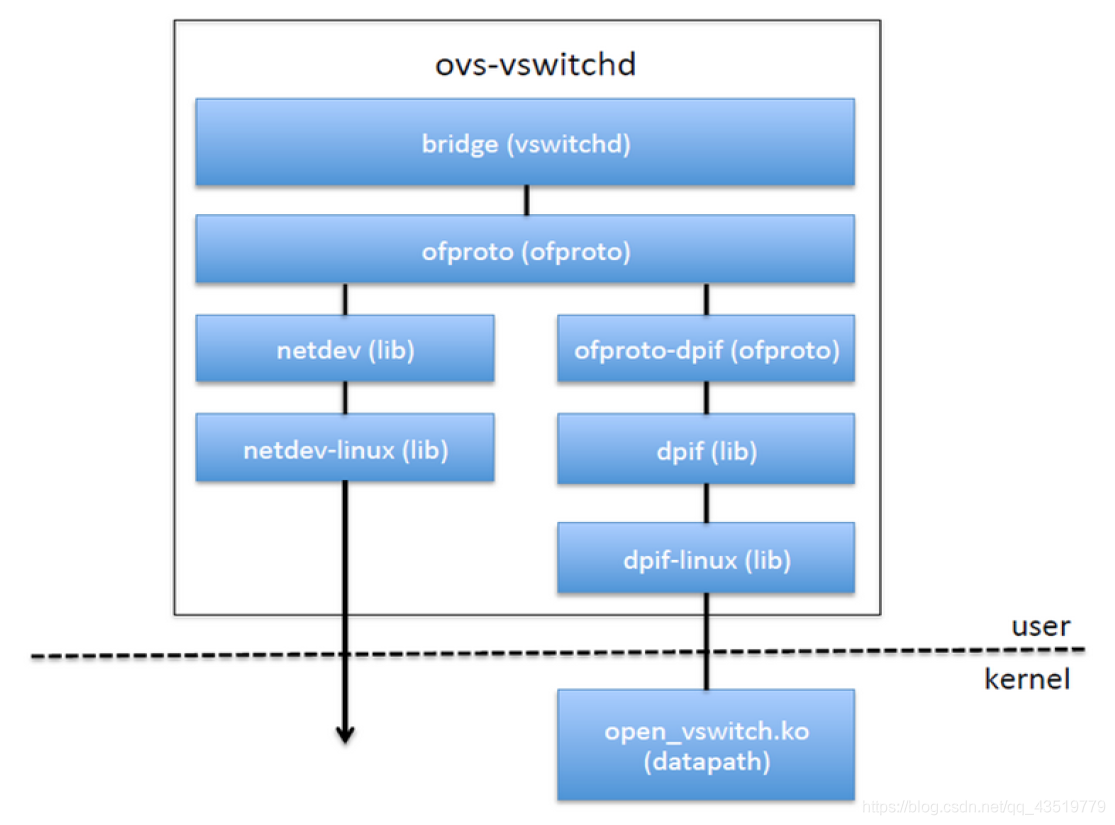 ovs-vswitchd
bridge (vswitchd)
ofproto (ofproto)
netdev (lib)
ofproto-dpif (ofproto)
netdev-linux (lib)
dpif (lib)
dpif-linux (lib)
user
kernel
open_vswitch.ko
(datapath)
https://blog.csdn.net/qq_43519779